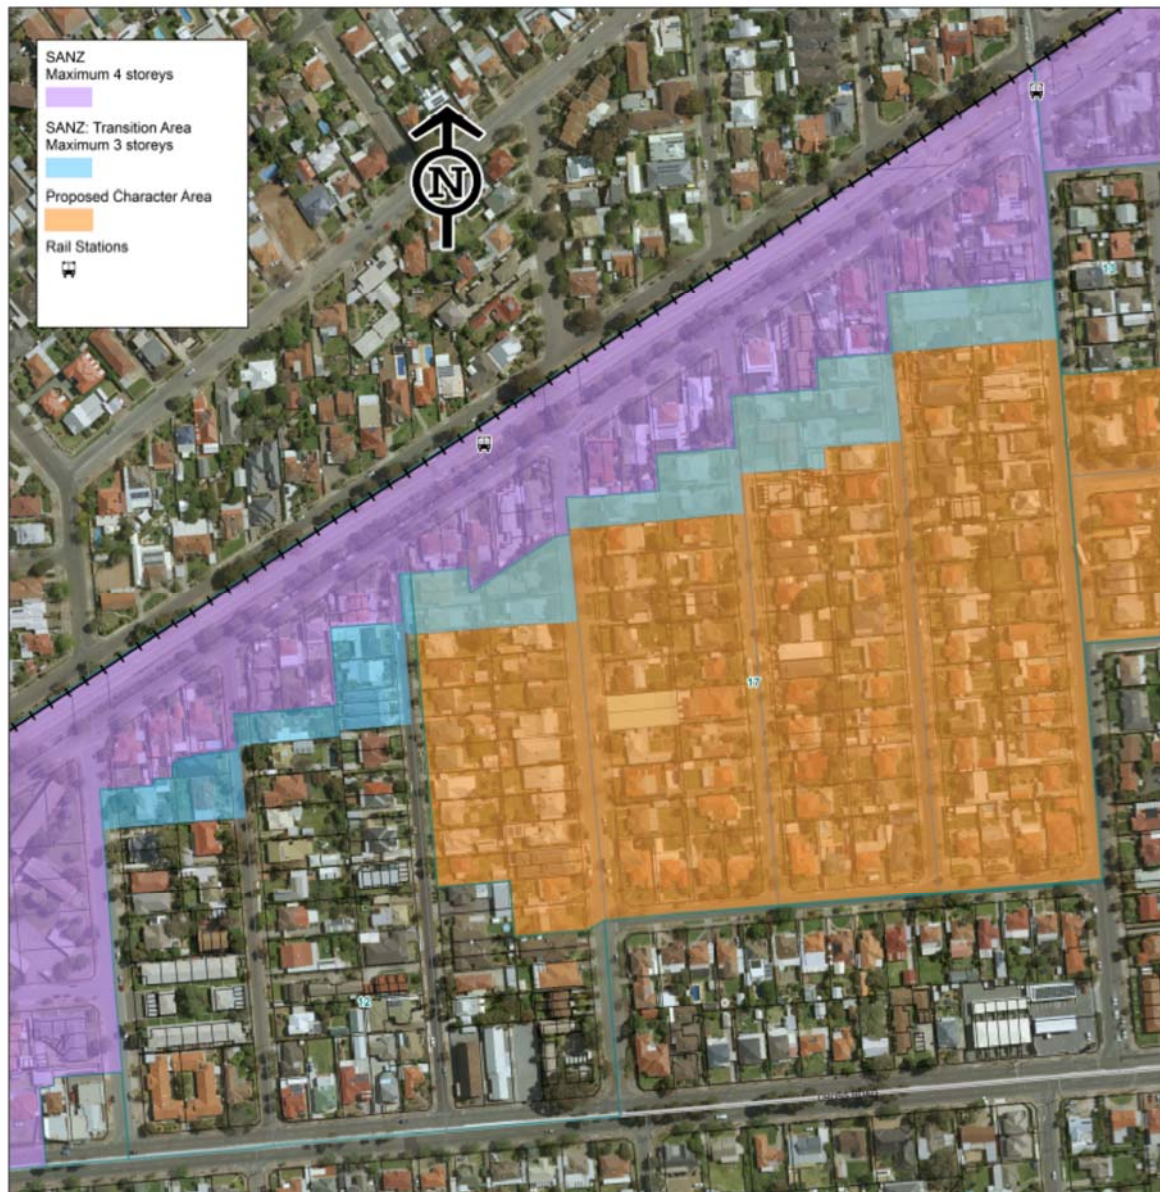 SANZ
Maximum 4 storeys
SANZ: Transition Area
Maximum 3 storeys
Proposed Character Area
Rail Stations
N
17
12